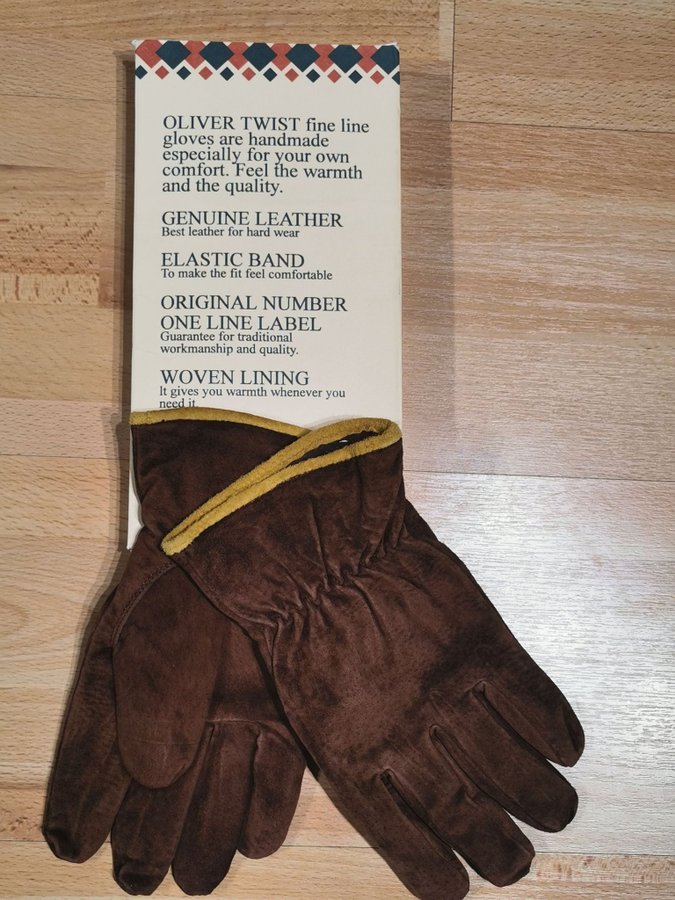 OLIVER TWIST fine line
gloves are handmade
especially for your own
comfort. Feel the warmth
and the quality.
GENUINE LEATHER
Best leather for hard wear
ELASTIC BAND
To make the fit feel comfortable
ORIGINAL NUMBER
ONE LINE LABEL
Guarantee for traditional
workmanship and quality.
WOVEN LINING
It gives you warmth whenever you
need it